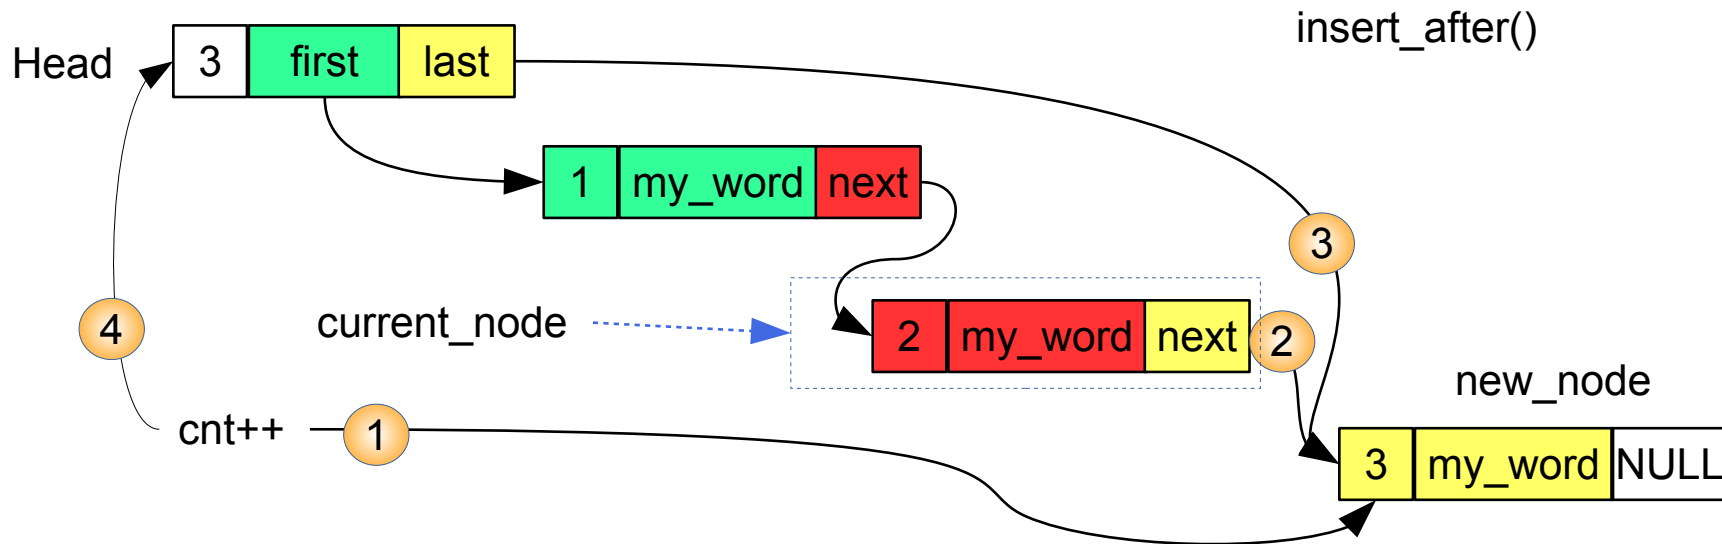 insert_after()
Head 3 first last
1 my_word next
3
4 current_node 2 my_word next 2
new_node
cnt++ 1
3 my_word NULL